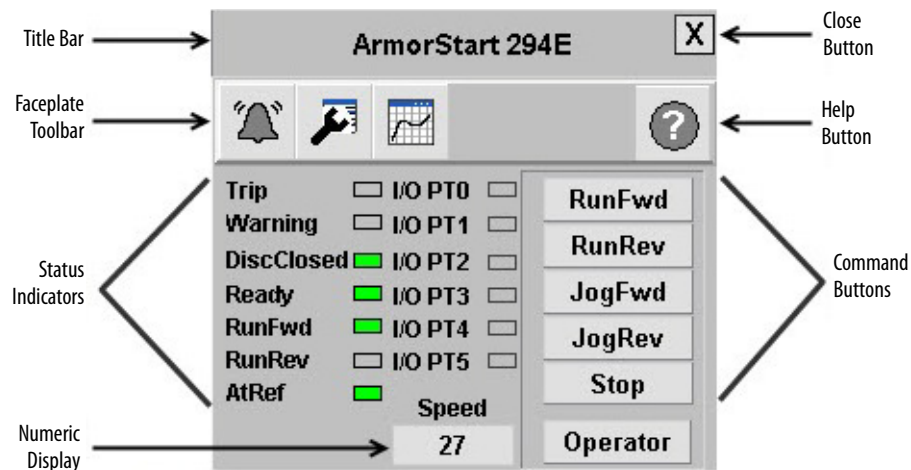 Title Bar
ArmorStart 294E
X
Close
Button
Faceplate
Toolbar
?
Help
Button
Status
Indicators
Trip
Warning
DiscClosed
Ready
RunFwd
RunRev
AtRef
I/O PT0
I/O PT1
I/O PT2
I/O PT3
I/O PT4
I/O PT5
Speed
27
RunFwd
RunRev
JogFwd
JogRev
Stop
Operator
Command
Buttons
Numeric
Display